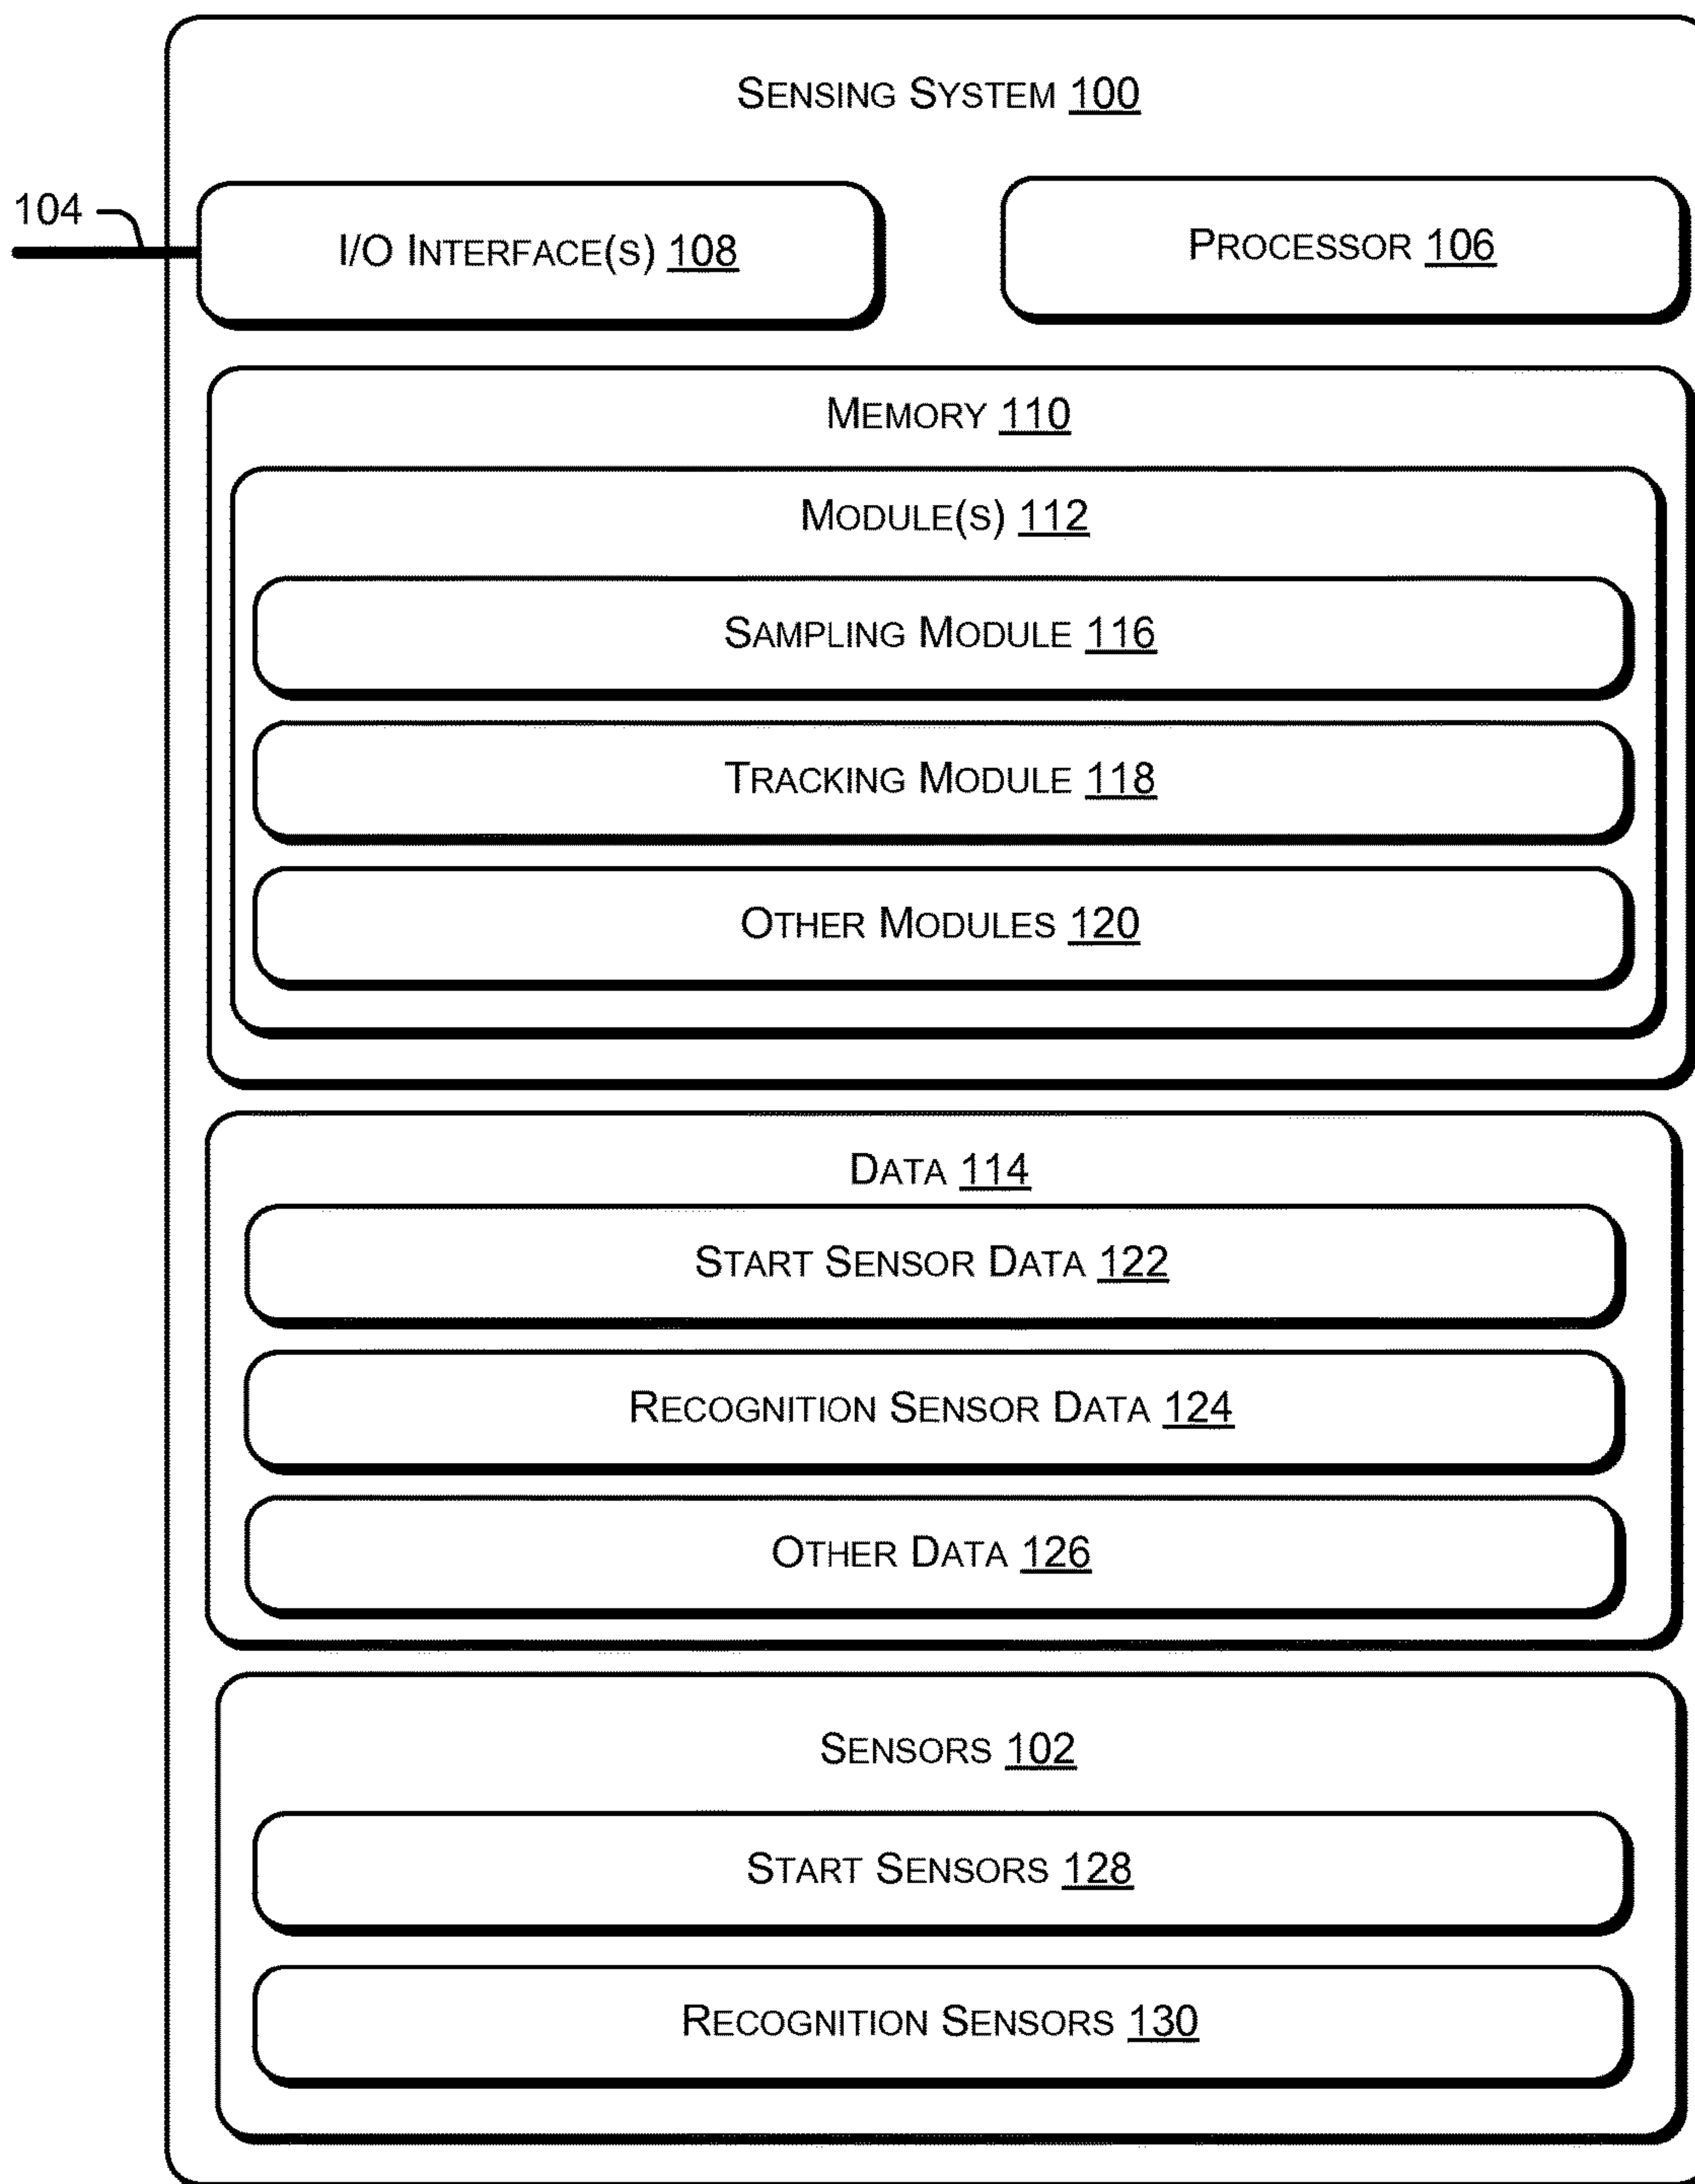 SENSING SYSTEM 100
104
I/O INTERFACE(S) 108
PROCESSOR 106
MEMORY 110
MODULE(S) 112
SAMPLING MODULE 116
TRACKING MODULE 118
OTHER MODULES 120
DATA 114
START SENSOR DATA 122
RECOGNITION SENSOR DATA 124
OTHER DATA 126
SENSORS 102
START SENSORS 128
RECOGNITION SENSORS 130